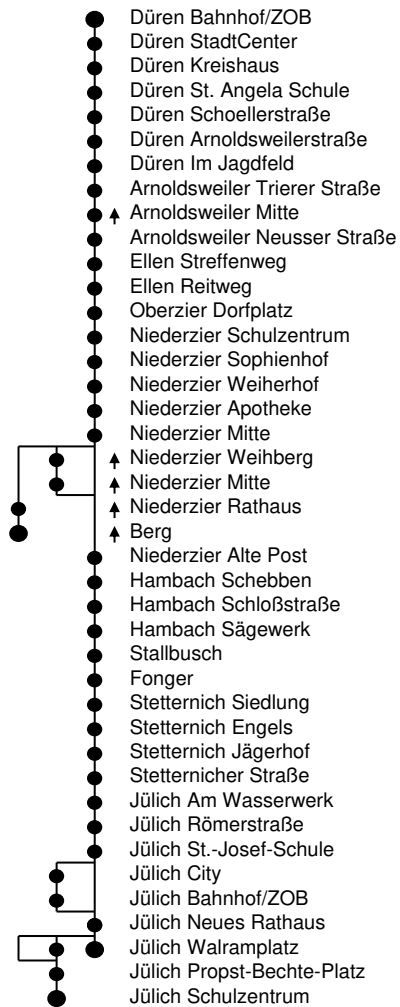 Düren Bahnhof/ZOB
Düren StadtCenter
Düren Kreishaus
Düren St. Angela Schule
Düren Schoellerstraße
Düren Arnoldsweilerstraße
Düren Im Jagdfeld
Arnoldsweiler Trierer Straße
Arnoldsweiler Mitte
Arnoldsweiler Neusser Straße
Ellen Streffenweg
Ellen Reitweg
Oberzier Dorfplatz
Niederzier Schulzentrum
Niederzier Sophienhof
Niederzier Weiherhof
Niederzier Apotheke
Niederzier Mitte
Niederzier Weihberg
Niederzier Mitte
Niederzier Rathaus
Berg
Niederzier Alte Post
Hambach Schebben
Hambach Schloßstraße
Hambach Sägewerk
Stallbusch
Fonger
Stetternich Siedlung
Stetternich Engels
Stetternich Jägerhof
Stetternicher Straße
Jülich Am Wasserwerk
Jülich Römerstraße
Jülich St.-Josef-Schule
Jülich City
Jülich Bahnhof/ZOB
Jülich Neues Rathaus
Jülich Walramplatz
Jülich Propst-Bechte-Platz
Jülich Schulzentrum